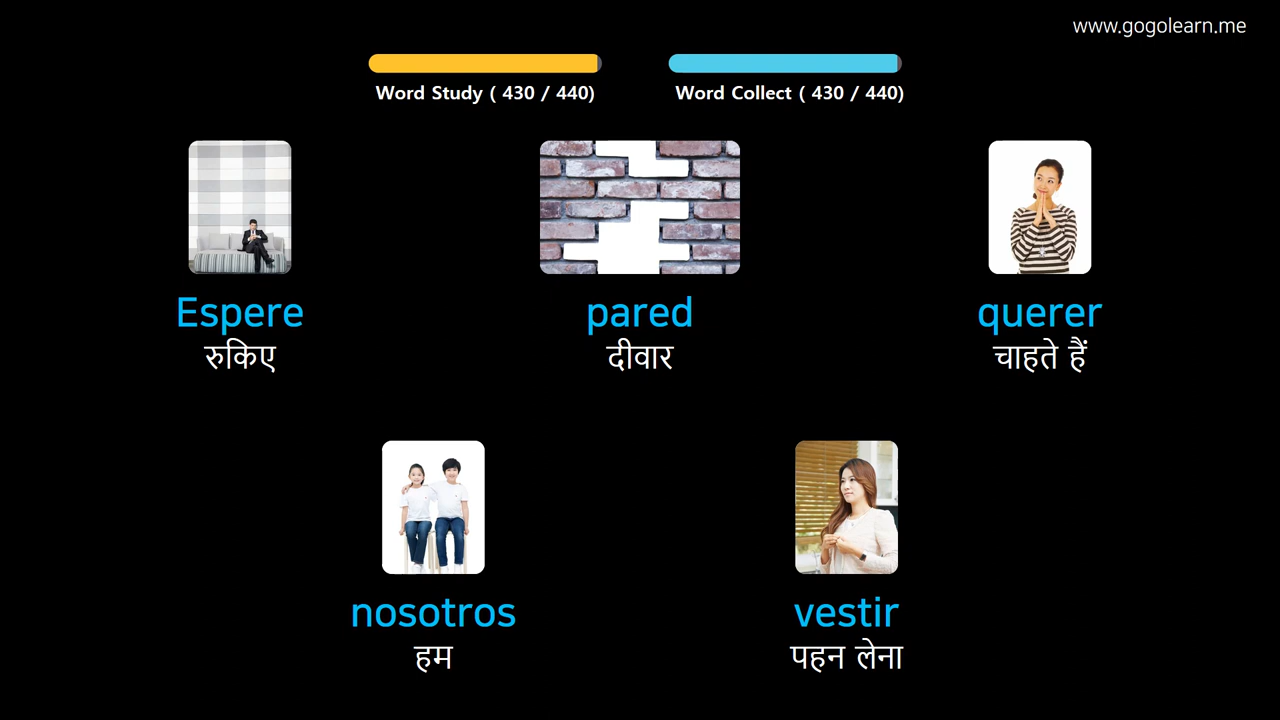 www.gogolearn.me
Word Study ( 430 / 440)
Word Collect ( 430 / 440)
Espere
रुकिए
pared
दीवार
querer
चाहते हैं
nosotros
हम
vestir
पहन लेना